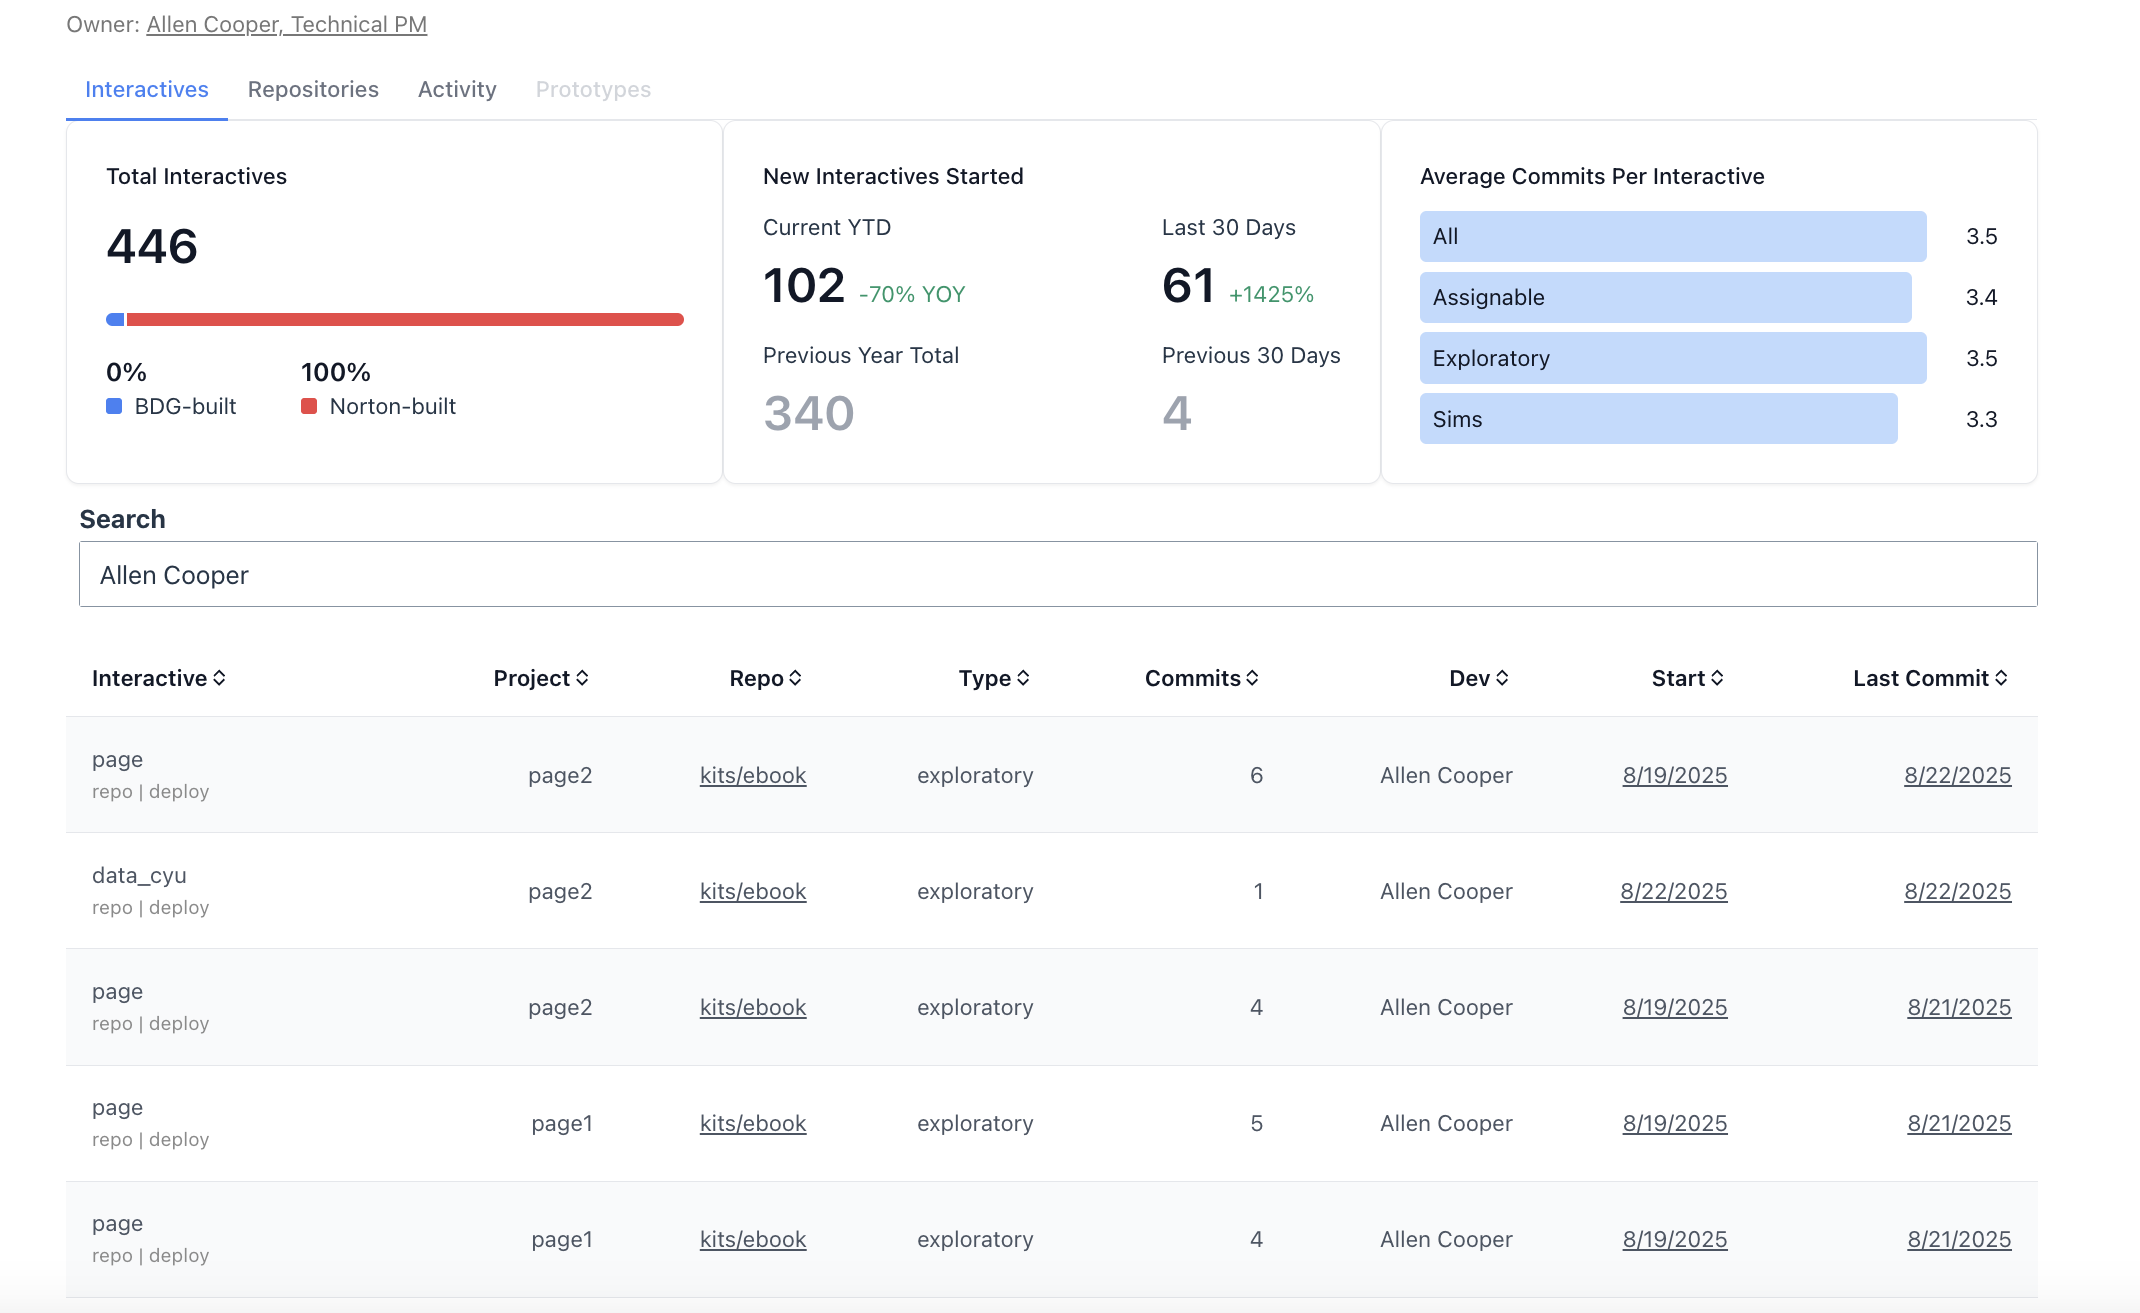 Owner: Allen Cooper, Technical PM
Interactives Repositories Activity Prototypes
Total Interactives
446
0% 100%
BDG-built Norton-built
New Interactives Started
Current YTD Last 30 Days
102 -70% YOY 61 +1425%
Previous Year Total Previous 30 Days
340 4
Average Commits Per Interactive
All 3.5
Assignable 3.4
Exploratory 3.5
Sims 3.3
Search
Allen Cooper
Interactive Project Repo Type Commits Dev Start Last Commit
page
repo | deploy
page2 kits/ebook exploratory 6 Allen Cooper 8/19/2025 8/22/2025
data_cyu
repo | deploy
page2 kits/ebook exploratory 1 Allen Cooper 8/22/2025 8/22/2025
page
repo | deploy
page2 kits/ebook exploratory 4 Allen Cooper 8/19/2025 8/21/2025
page
repo | deploy
page1 kits/ebook exploratory 5 Allen Cooper 8/19/2025 8/21/2025
page
repo | deploy
page1 kits/ebook exploratory 4 Allen Cooper 8/19/2025 8/21/2025